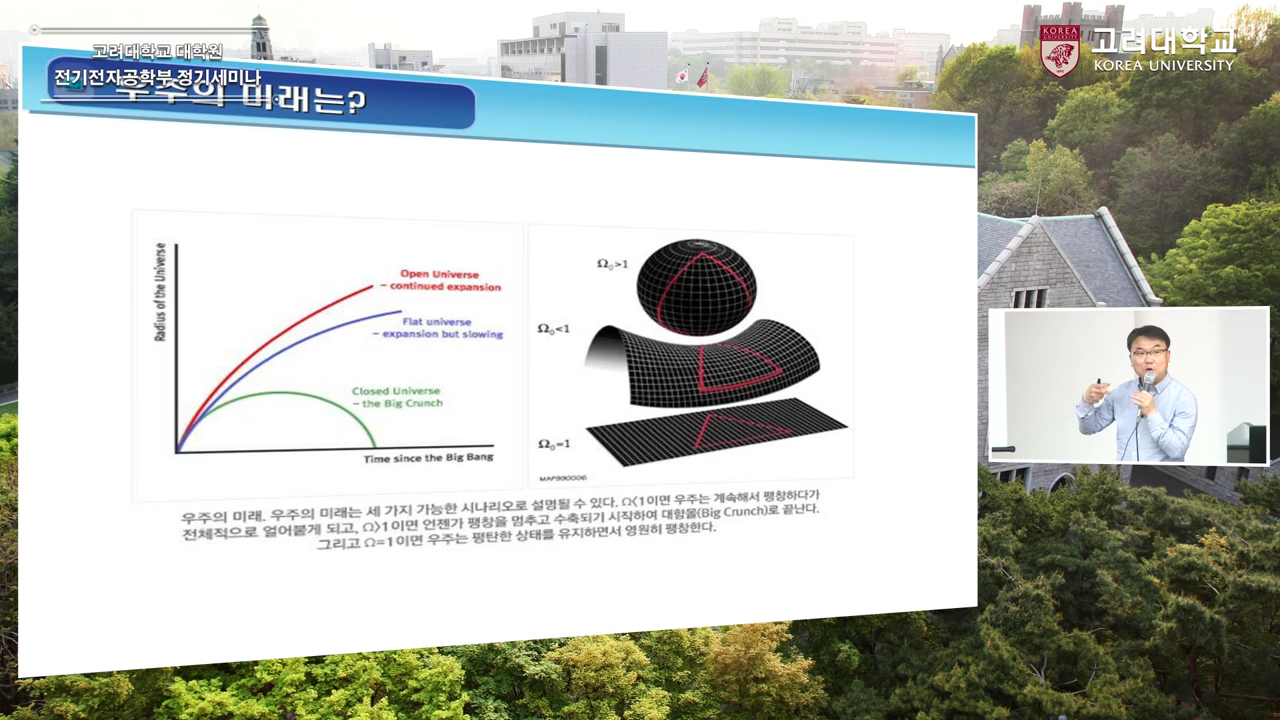 고려대학교 대학원
전기전자공학부 정기세미나
우주의 미래는?
KOREA
UNIVERSITY
고려대학교
KOREA UNIVERSITY
Radius of the Universe
Open Universe
– continued expansion
Flat universe
– expansion but slowing
Closed Universe
– the Big Crunch
Time since the Big Bang
Ω₀>1
Ω₀<1
Ω₀=1
MAP990006
우주의 미래. 우주의 미래는 세 가지 가능한 시나리오로 설명될 수 있다. Ω<1이면 우주는 계속해서 팽창하다가
전체적으로 얼어붙게 되고, Ω>1이면 언젠가 팽창을 멈추고 수축되기 시작하여 대함몰(Big Crunch)로 끝난다.
그리고 Ω=1이면 우주는 평탄한 상태를 유지하면서 영원히 팽창한다.